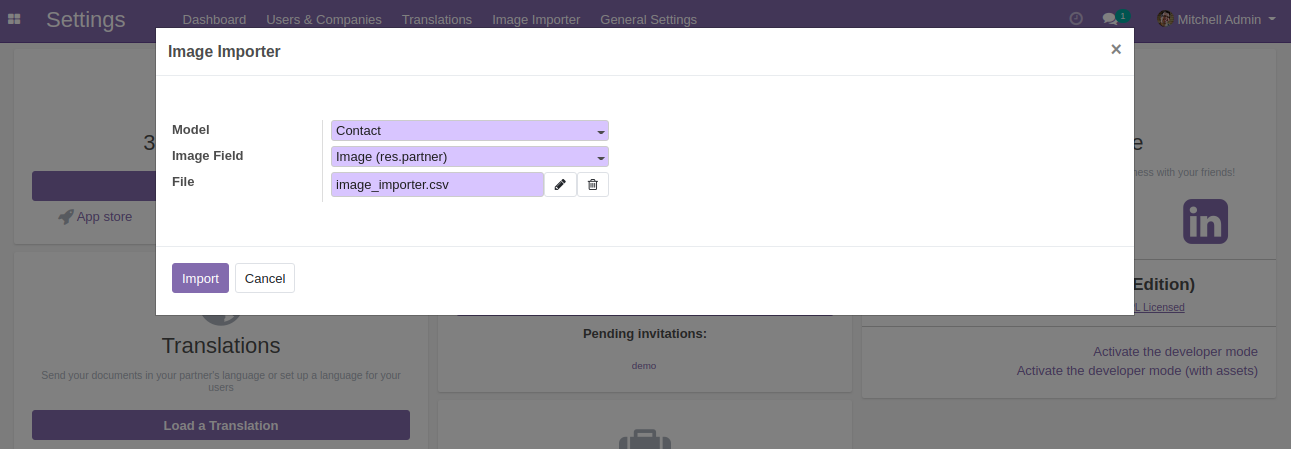 Settings
Dashboard Users & Companies Translations Image Importer General Settings
1
Mitchell Admin
Image Importer
×
Model
Contact
Image Field
Image (res.partner)
File
image_importer.csv
3
App store
e
ness with your friends!
in
Import Cancel
Edition)
L Licensed
Translations
Send your documents in your partner's language or set up a language for your
users
Load a Translation
Pending invitations:
demo
Activate the developer mode
Activate the developer mode (with assets)